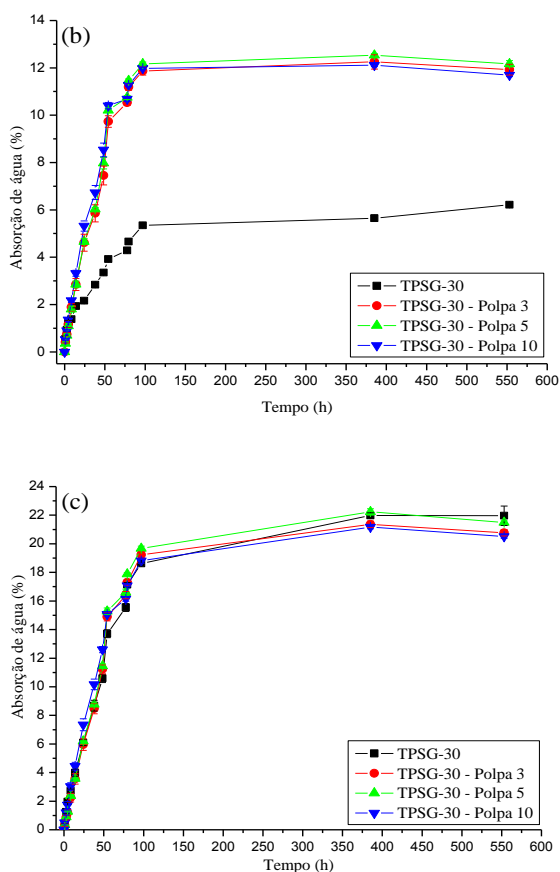 (b)
Absorção de água (%)
14
12
10
8
6
4
2
0
TPSG-30
TPSG-30 - Polpa 3
TPSG-30 - Polpa 5
TPSG-30 - Polpa 10
0 50 100 150 200 250 300 350 400 450 500 550 600
Tempo (h)
(c)
Absorção de água (%)
24
22
20
18
16
14
12
10
8
6
4
2
0
TPSG-30
TPSG-30 - Polpa 3
TPSG-30 - Polpa 5
TPSG-30 - Polpa 10
0 50 100 150 200 250 300 350 400 450 500 550 600
Tempo (h)